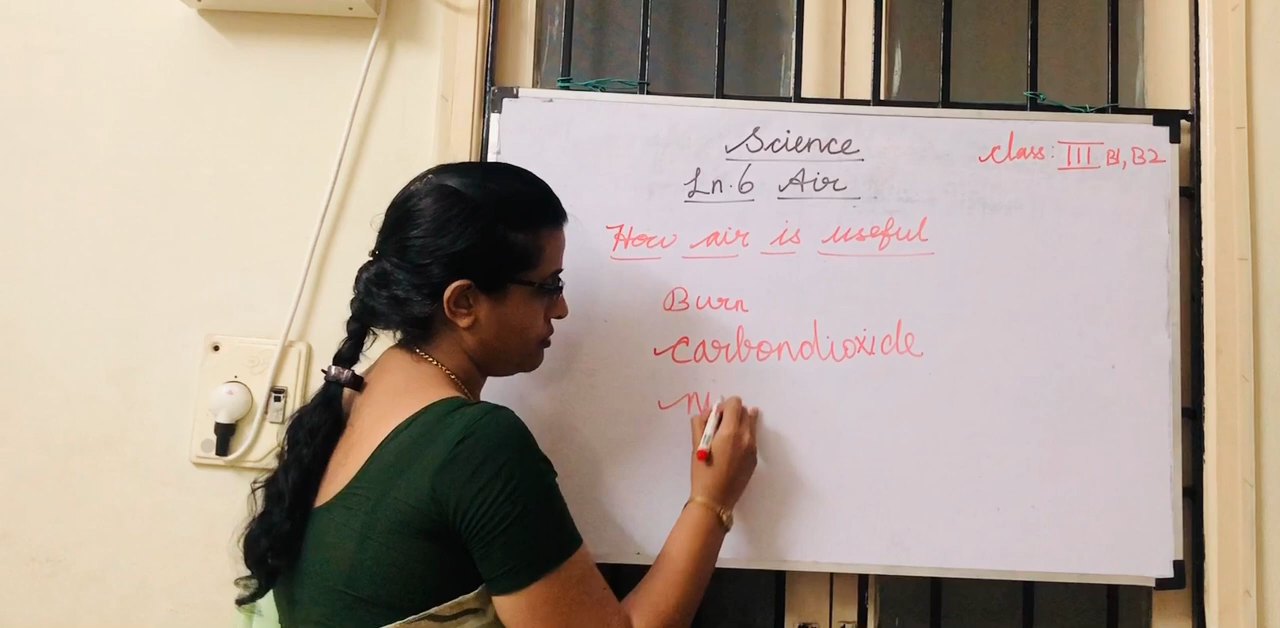 Science
class: III B1, B2
Ln.6 Air
How air is useful
Burn
carbondioxide